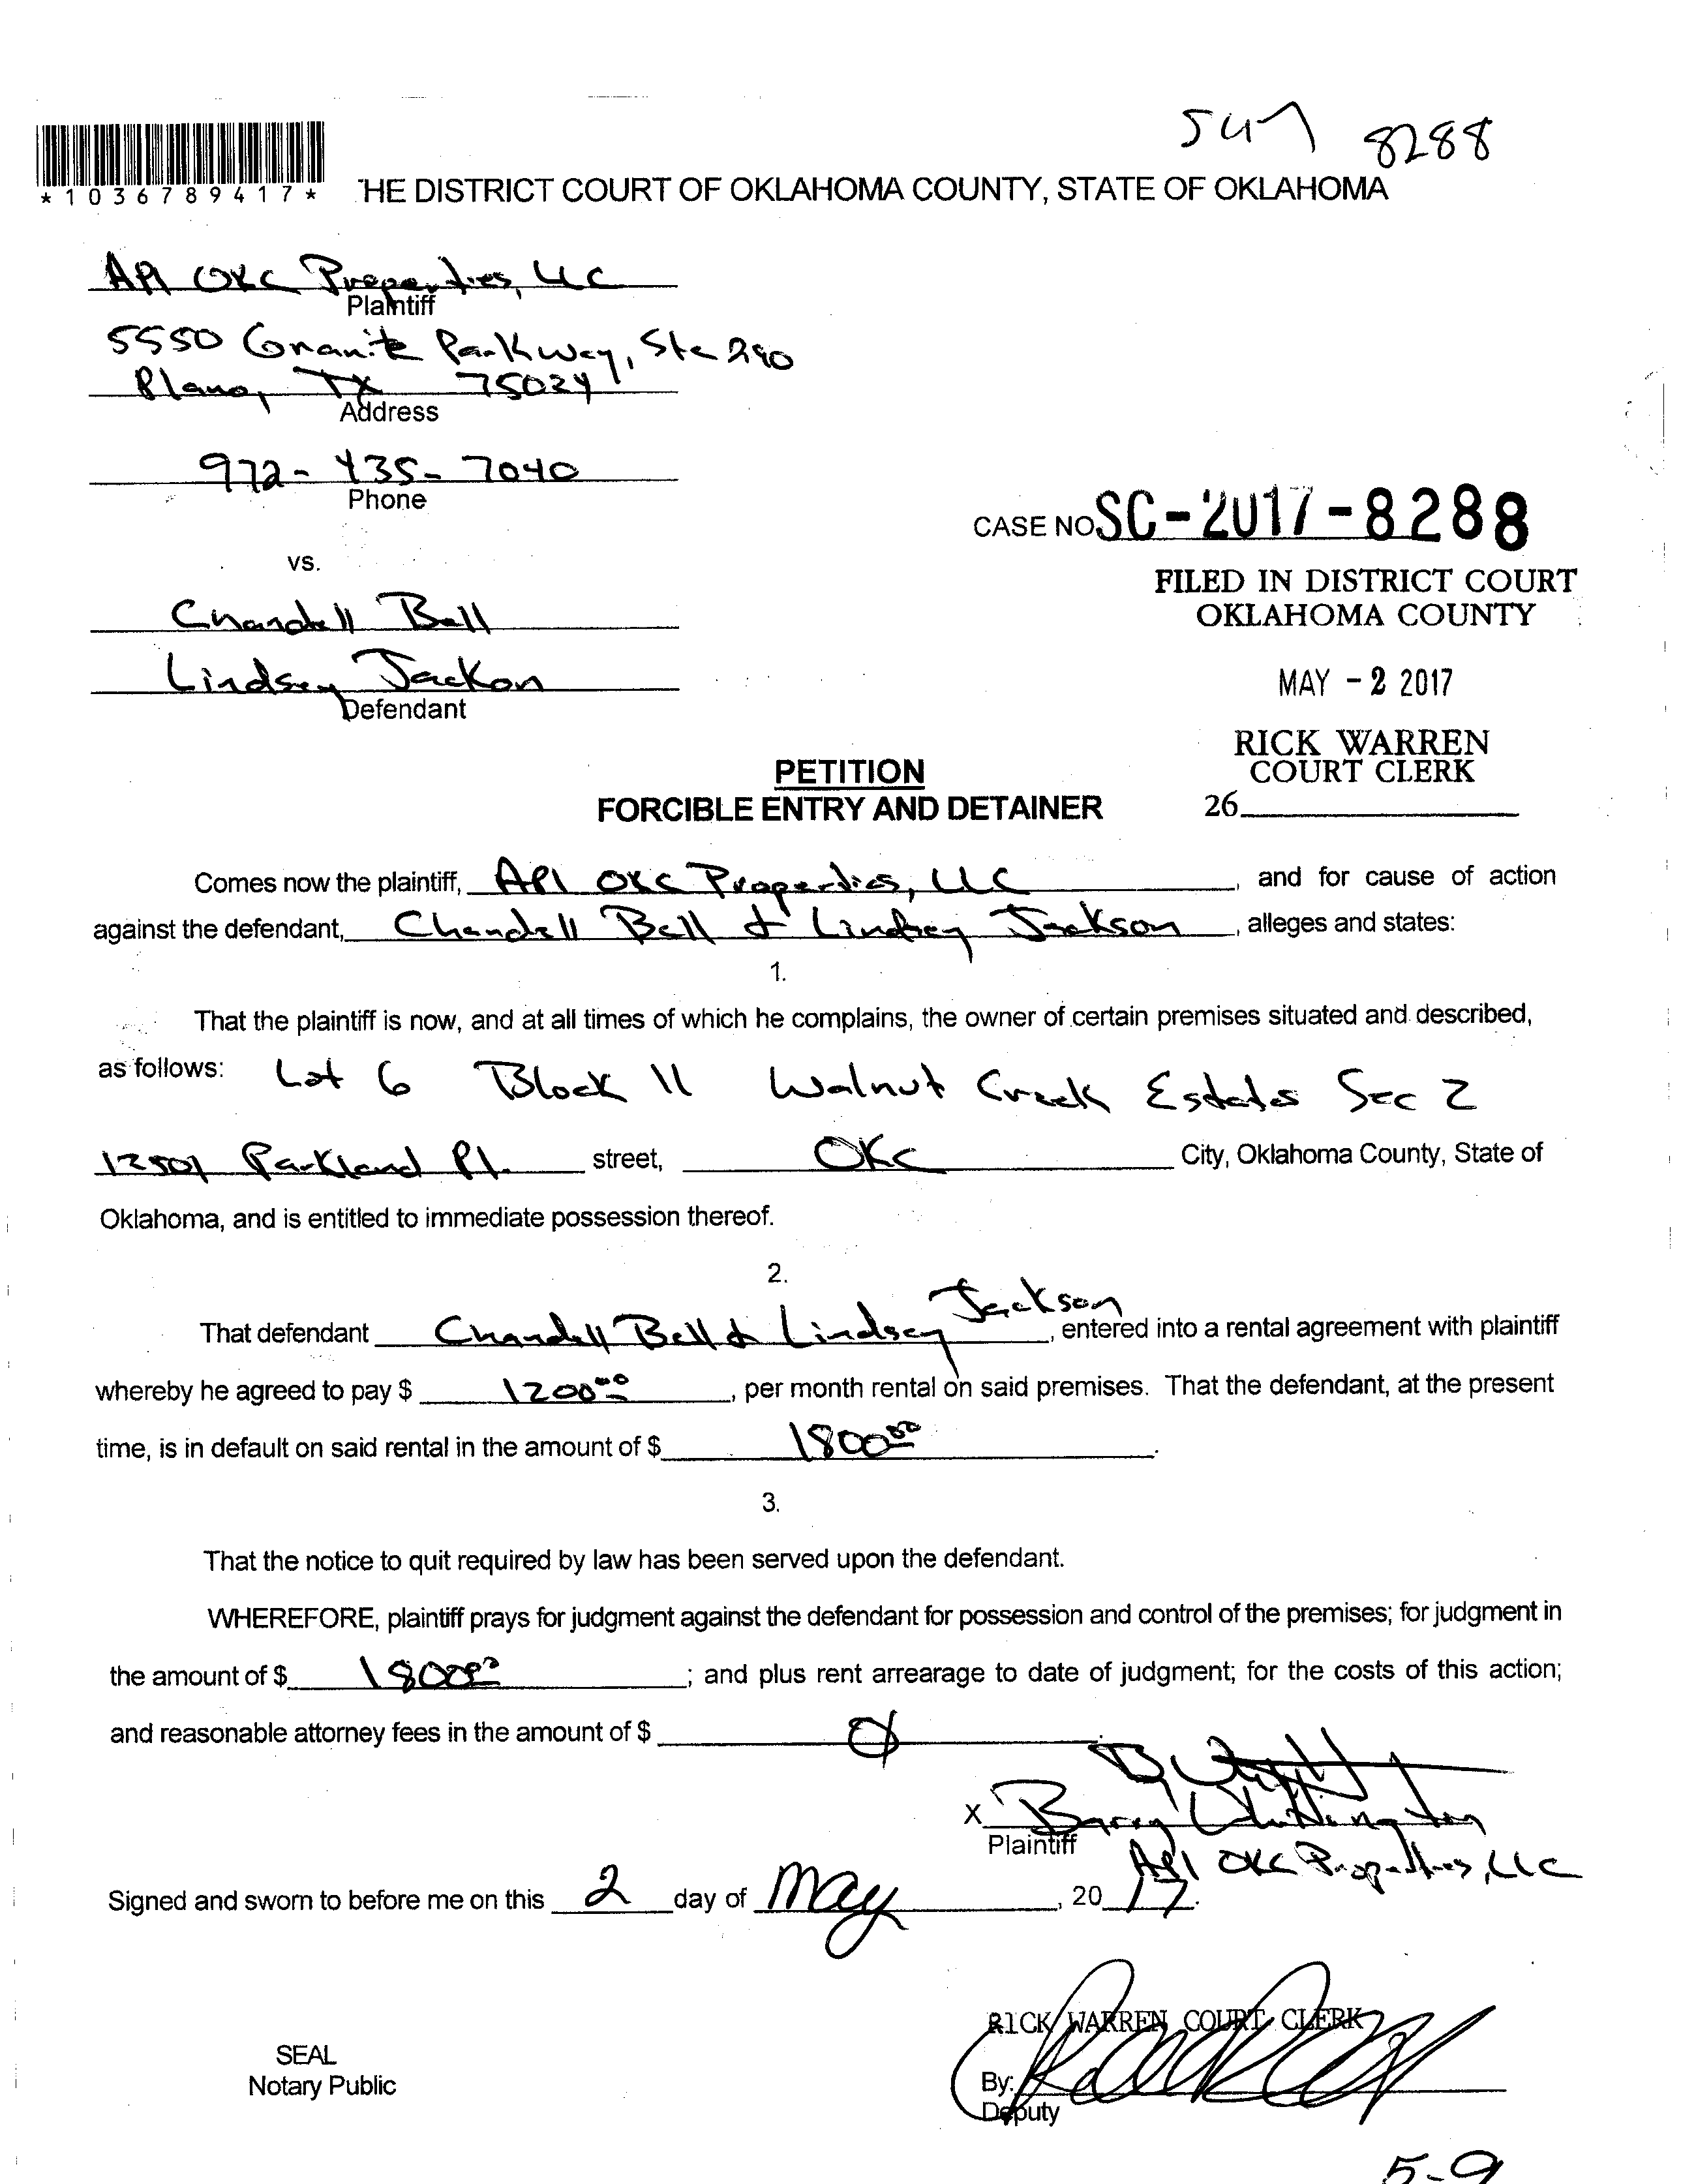 8288
*1036789417*
THE DISTRICT COURT OF OKLAHOMA COUNTY, STATE OF OKLAHOMA
API OKC Properties, LLC
Plaintiff
5550 Granite Parkway, Ste 290
Plano, TX 75024
Address
972-435-7040
Phone
CASE NO. SC-2017-8288
vs.
FILED IN DISTRICT COURT
OKLAHOMA COUNTY
Chandell Bell
Lindsey Jackon
Defendant
MAY - 2 2017
RICK WARREN
COURT CLERK
26
PETITION
FORCIBLE ENTRY AND DETAINER
Comes now the plaintiff, API OKC Properties, LLC, and for cause of action
against the defendant, Chandell Bell & Lindsey Jackson, alleges and states:
1.
That the plaintiff is now, and at all times of which he complains, the owner of certain premises situated and described,
as follows: Lot 6 Block 11 Walnut Creek Estates Sec 2
12501 Parkland Pl. street, OKC City, Oklahoma County, State of
Oklahoma, and is entitled to immediate possession thereof.
2.
That defendant Chandell Bell & Lindsey Jackson, entered into a rental agreement with plaintiff
whereby he agreed to pay $ 1200.00, per month rental on said premises. That the defendant, at the present
time, is in default on said rental in the amount of $ 1800.00.
3.
That the notice to quit required by law has been served upon the defendant.
WHEREFORE, plaintiff prays for judgment against the defendant for possession and control of the premises; for judgment in
the amount of $ 1800.00; and plus rent arrearage to date of judgment; for the costs of this action;
and reasonable attorney fees in the amount of $ 0
X Barry Whittington
Plaintiff
API OKC Properties, LLC
Signed and sworn to before me on this 2 day of May, 2017.
RICK WARREN COURT CLERK
SEAL
Notary Public
By:
Deputy
5-9